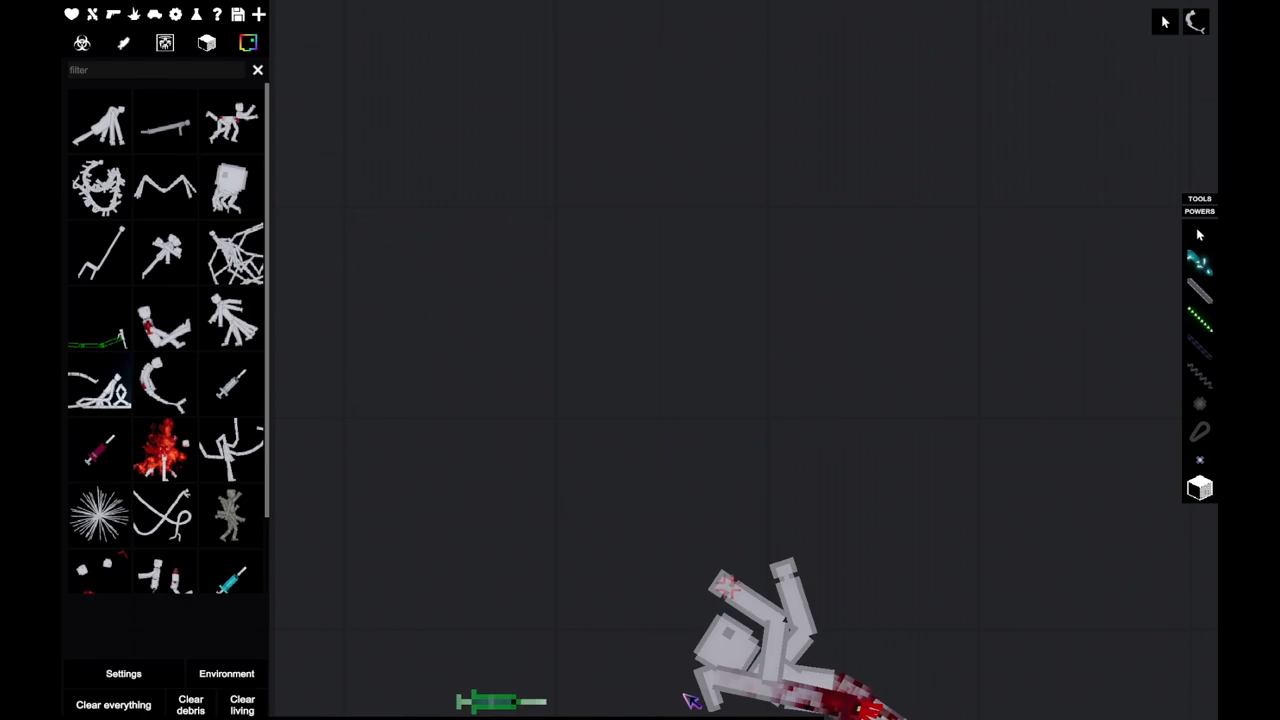 filter
TOOLS
POWERS
Settings
Environment
Clear everything
Clear debris
Clear living